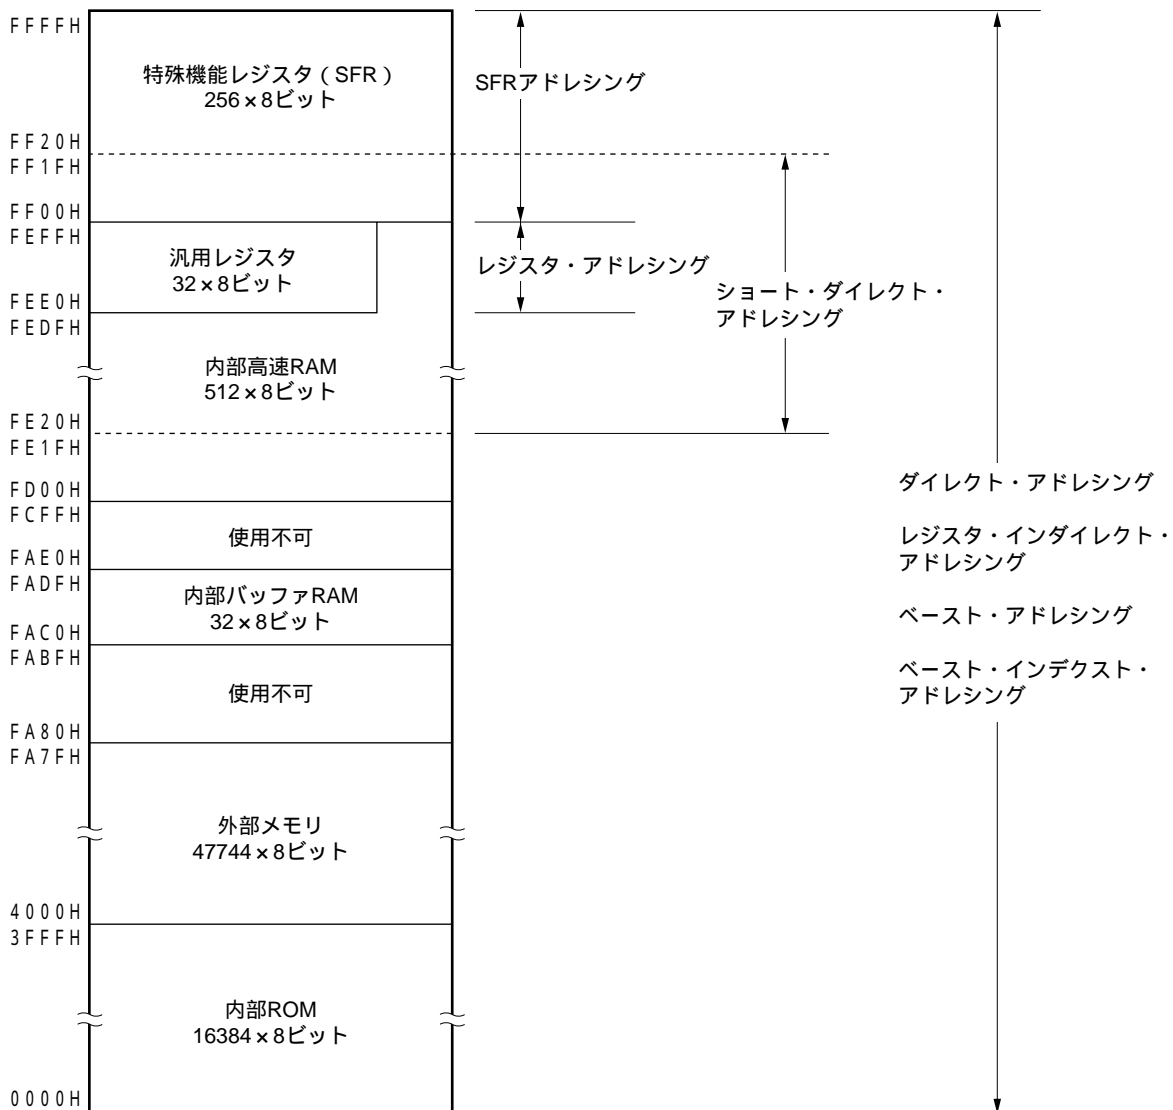 FFFFH
特殊機能レジスタ(SFR)
256×8ビット
SFRアドレシング
FF20H
FF1FH
FF00H
FEFFH
汎用レジスタ
32×8ビット
レジスタ・アドレシング
FEE0H
FEDFH
ショート・ダイレクト・
アドレシング
内部高速RAM
512×8ビット
FE20H
FE1FH
FD00H
FCFFH
使用不可
FAE0H
FADFH
内部バッファRAM
32×8ビット
FAC0H
FABFH
使用不可
FA80H
FA7FH
ダイレクト・アドレシング
レジスタ・インダイレクト・
アドレシング
ベースト・アドレシング
ベースト・インデクスト・
アドレシング
外部メモリ
47744×8ビット
4000H
3FFFH
内部ROM
16384×8ビット
0000H